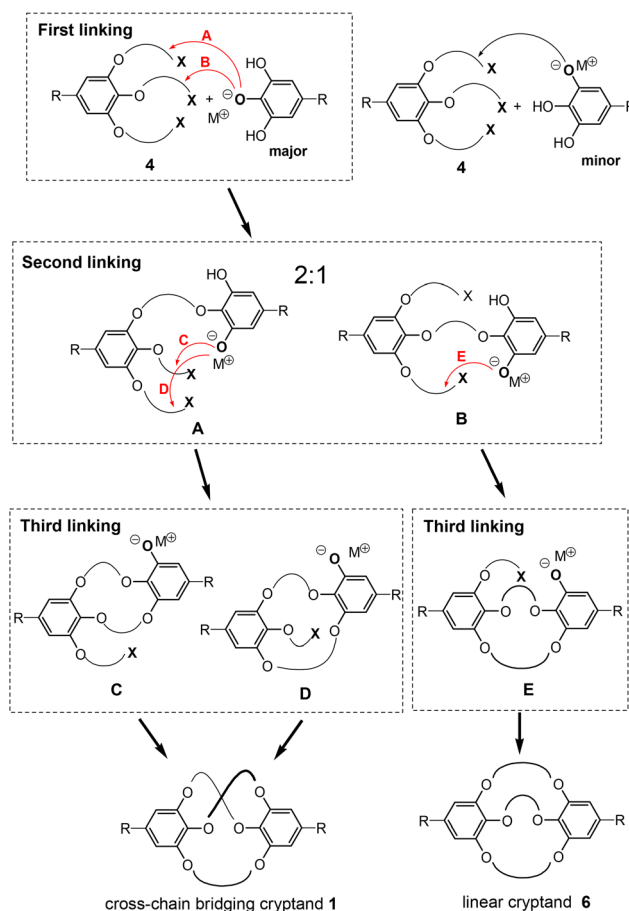 First linking
A
B
O
O
O
X
X
X
R
+
⊖
O
M⊕
HO
HO
R
major
4
O
O
O
X
X
X
R
+
⊖
O
M⊕
HO
HO
R
minor
4
Second linking
2:1
HO
O
O
O
O
R
R
⊖
O
M⊕
C
D
X
X
A
O
X
HO
R
O
O
O
R
E
X
⊖
O
M⊕
B
Third linking
⊖
O
M⊕
O
O
R
R
O
O
O
X
C
⊖
O
M⊕
O
O
R
R
O
X
O
O
D
Third linking
O
X
⊖
O
M⊕
R
O
O
R
O
O
E
O
O
R
O
O
R
O
O
cross-chain bridging cryptand 1
O
O
R
O
O
R
O
O
linear cryptand 6